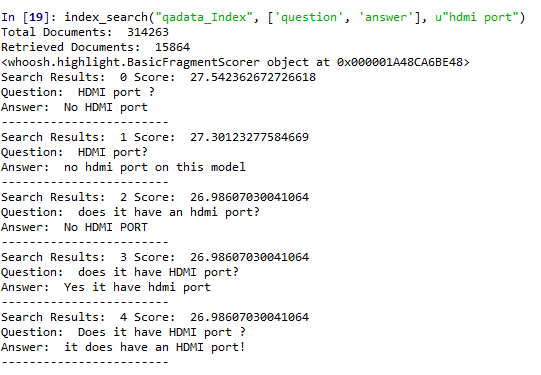 In [19]: index_search("qadata_Index", ['question', 'answer'], u"hdmi port")
Total Documents:  314263
Retrieved Documents:  15864
<whoosh.highlight.BasicFragmentScorer object at 0x000001A48CA6BE48>
Search Results:  0 Score:  27.542362672726618
Question:  HDMI port ?
Answer:  No HDMI port
------------------------
Search Results:  1 Score:  27.30123277584669
Question:  HDMI port?
Answer:  no hdmi port on this model
------------------------
Search Results:  2 Score:  26.98607030041064
Question:  does it have an hdmi port?
Answer:  No HDMI PORT
------------------------
Search Results:  3 Score:  26.98607030041064
Question:  does it have HDMI port?
Answer:  Yes it have hdmi port
------------------------
Search Results:  4 Score:  26.98607030041064
Question:  Does it have HDMI port ?
Answer:  it does have an HDMI port!
------------------------